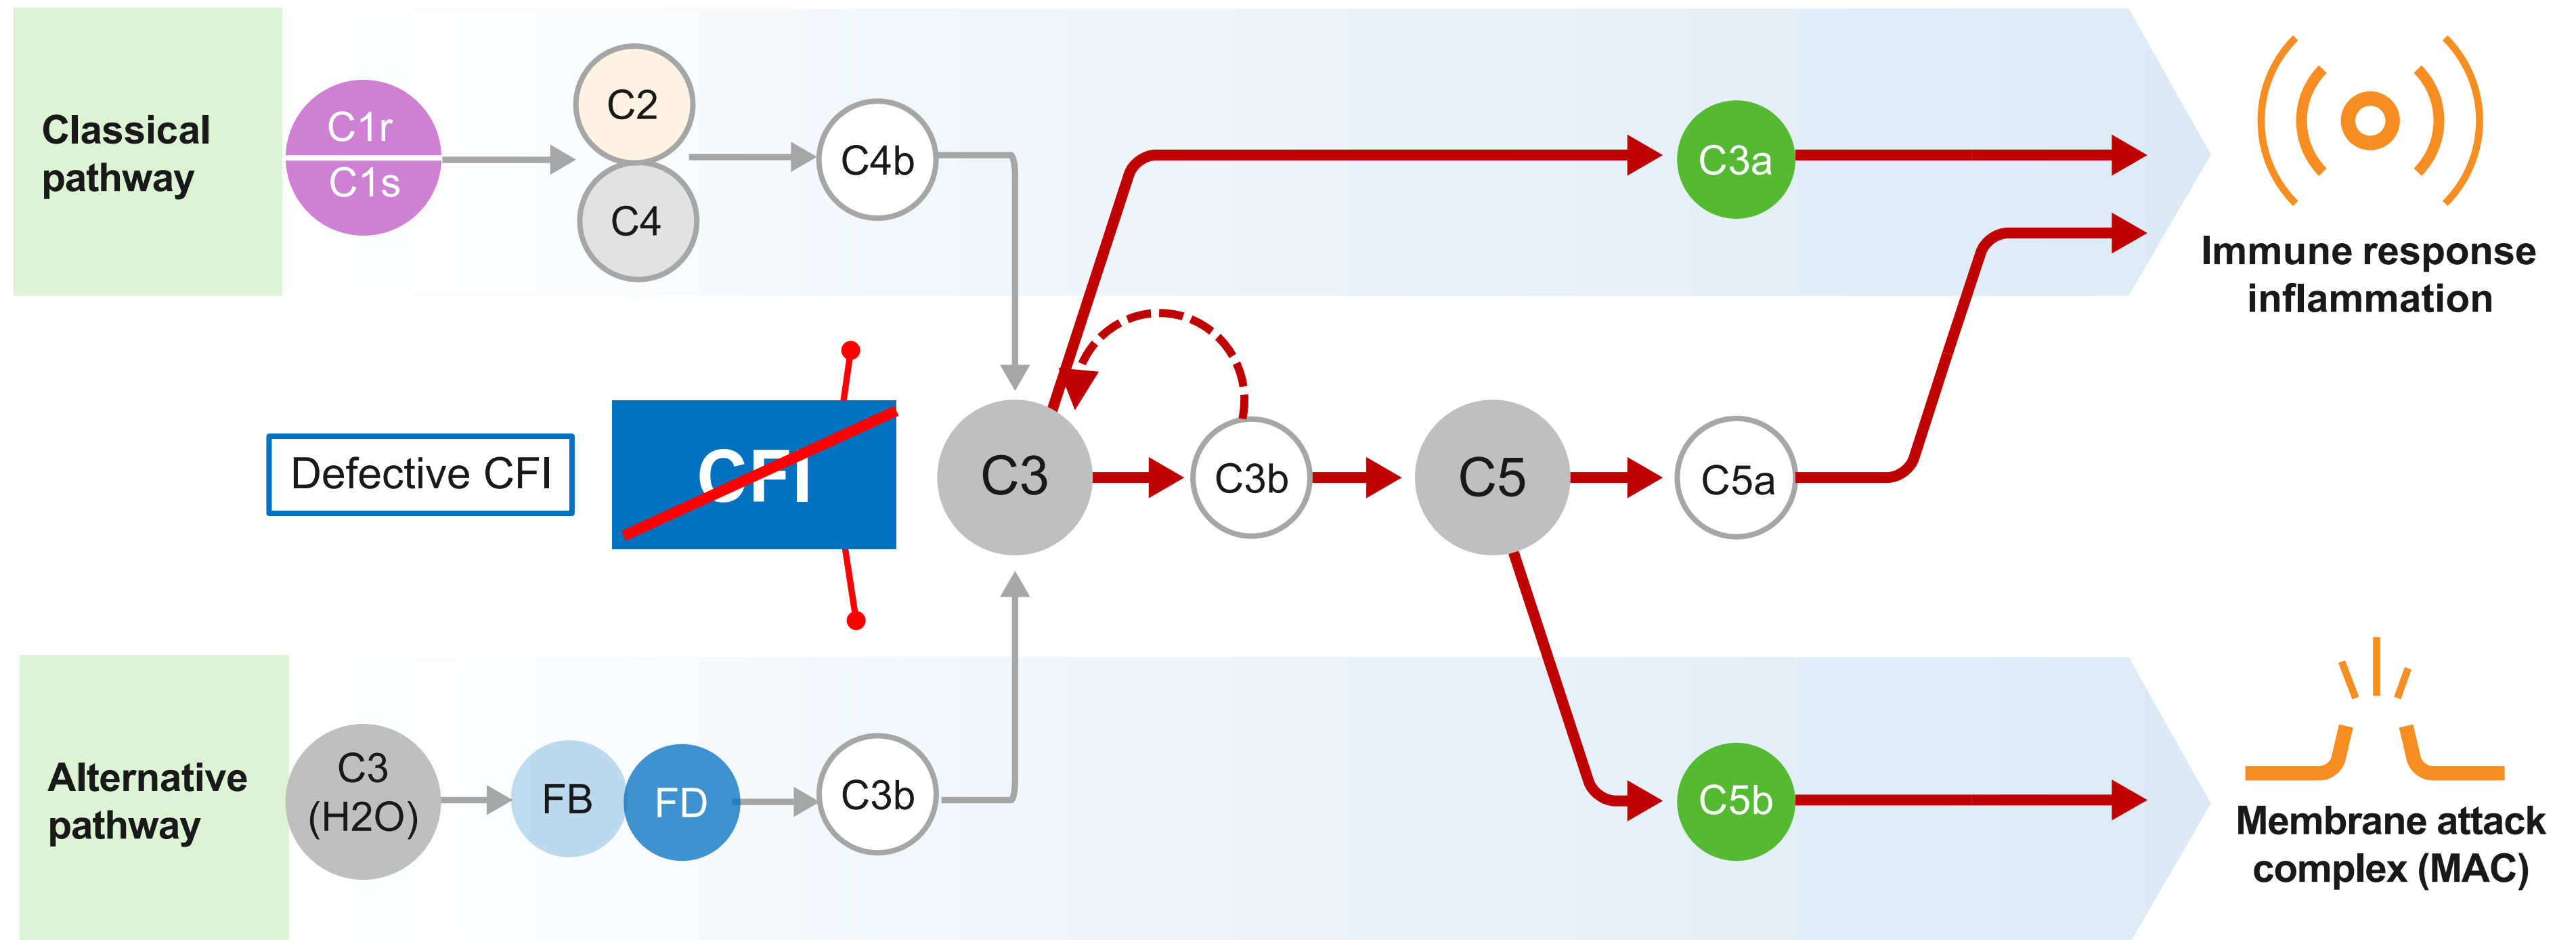 Classical
pathway
C1r
C1s
C2
C4
C4b
C3a
Immune response
inflammation
Defective CFI
CFI
C3
C3b
C5
C5a
Alternative
pathway
C3
(H2O)
FB
FD
C3b
C5b
Membrane attack
complex (MAC)